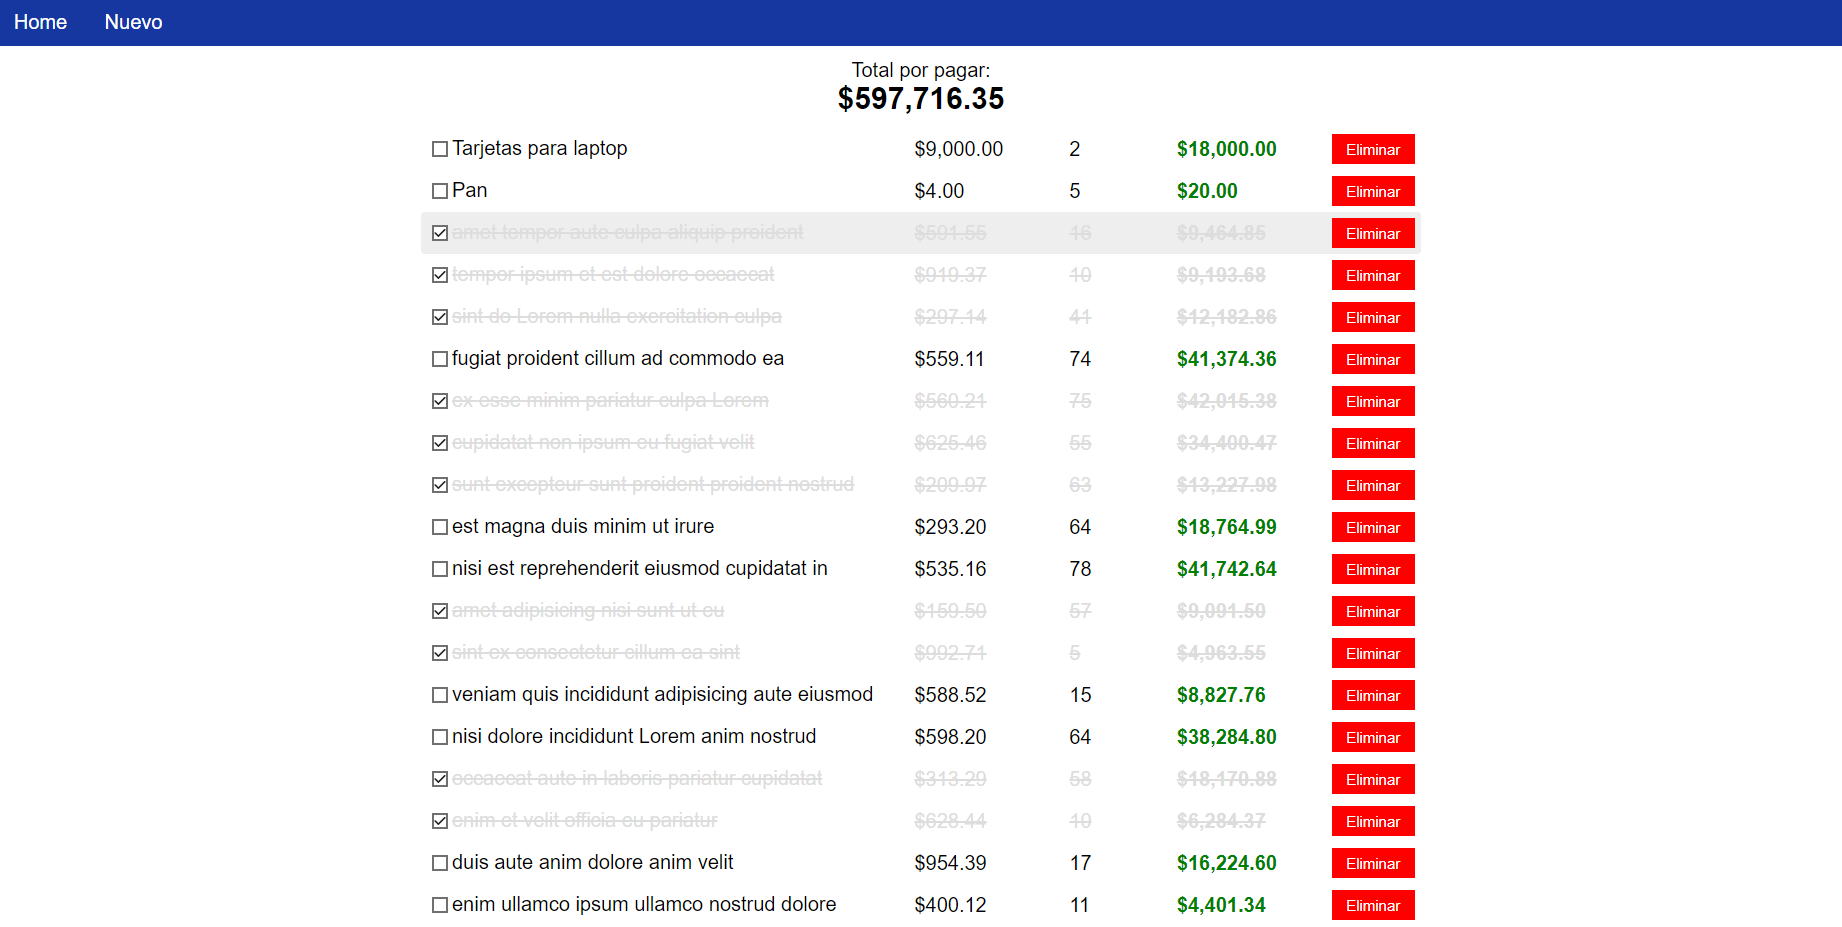 Home Nuevo
Total por pagar:
$597,716.35
Tarjetas para laptop $9,000.00 2 $18,000.00 Eliminar
Pan $4.00 5 $20.00 Eliminar
amet tempor aute culpa aliquip proident $591.55 16 $9,464.85 Eliminar
tempor ipsum et est dolore occaecat $919.37 10 $9,193.68 Eliminar
sint do Lorem nulla exercitation culpa $297.14 41 $12,182.86 Eliminar
fugiat proident cillum ad commodo ea $559.11 74 $41,374.36 Eliminar
ex esse minim pariatur culpa Lorem $560.21 75 $42,015.38 Eliminar
cupidatat non ipsum eu fugiat velit $625.46 55 $34,400.47 Eliminar
sunt excepteur sunt proident proident nostrud $209.97 63 $13,227.98 Eliminar
est magna duis minim ut irure $293.20 64 $18,764.99 Eliminar
nisi est reprehenderit eiusmod cupidatat in $535.16 78 $41,742.64 Eliminar
amet adipisicing nisi sunt ut eu $159.50 57 $9,091.50 Eliminar
sint ex consectetur cillum ea sint $992.71 5 $4,963.55 Eliminar
veniam quis incididunt adipisicing aute eiusmod $588.52 15 $8,827.76 Eliminar
nisi dolore incididunt Lorem anim nostrud $598.20 64 $38,284.80 Eliminar
occaecat aute in laboris pariatur cupidatat $313.29 58 $18,170.88 Eliminar
enim et velit officia eu pariatur $628.44 10 $6,284.37 Eliminar
duis aute anim dolore anim velit $954.39 17 $16,224.60 Eliminar
enim ullamco ipsum ullamco nostrud dolore $400.12 11 $4,401.34 Eliminar